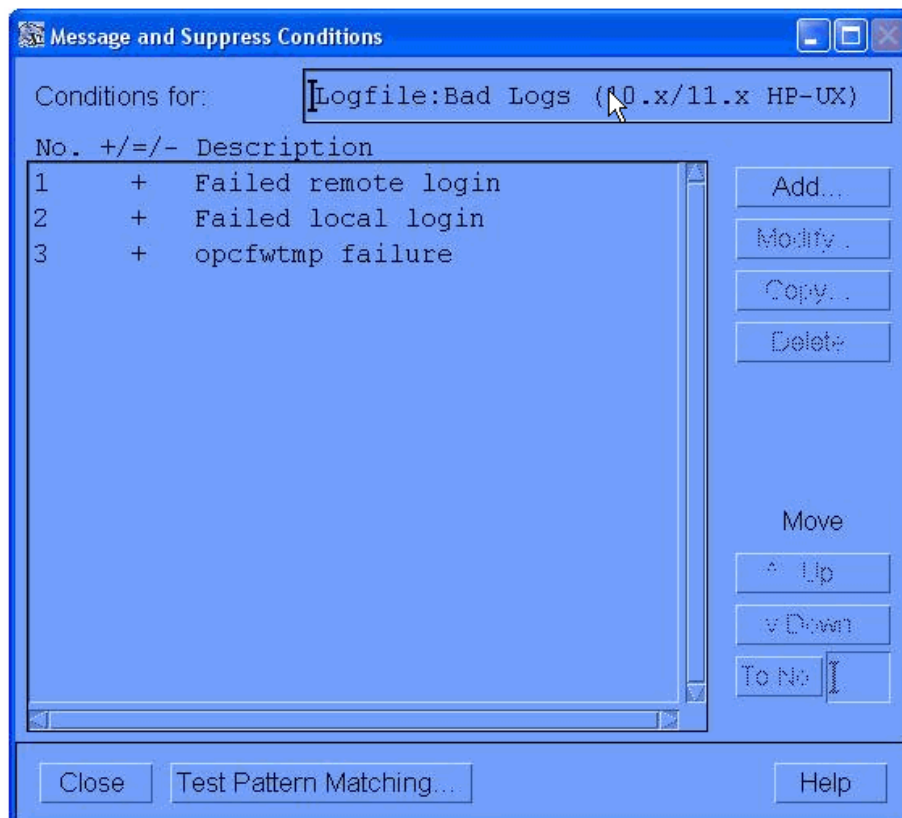 Message and Suppress Conditions
Conditions for: Logfile:Bad Logs (10.x/11.x HP-UX)
No. +/=/- Description
1 + Failed remote login
2 + Failed local login
3 + opcfwtmp failure
Add...
Modify...
Copy...
Delete
Move
^ Up
v Down
To No
Close Test Pattern Matching... Help